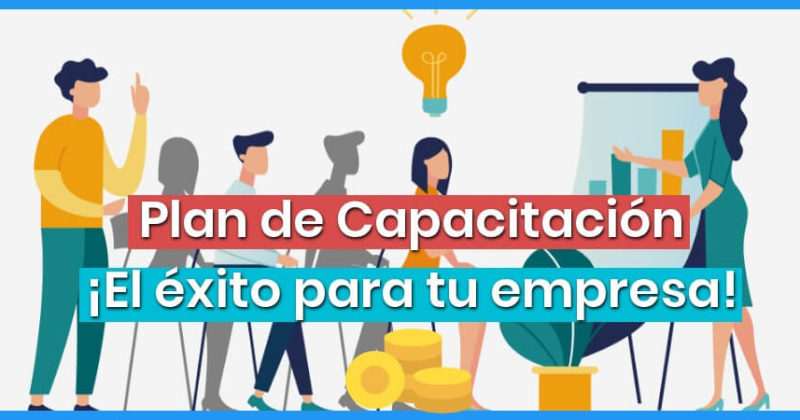 Plan de Capacitación
¡El éxito para tu empresa!